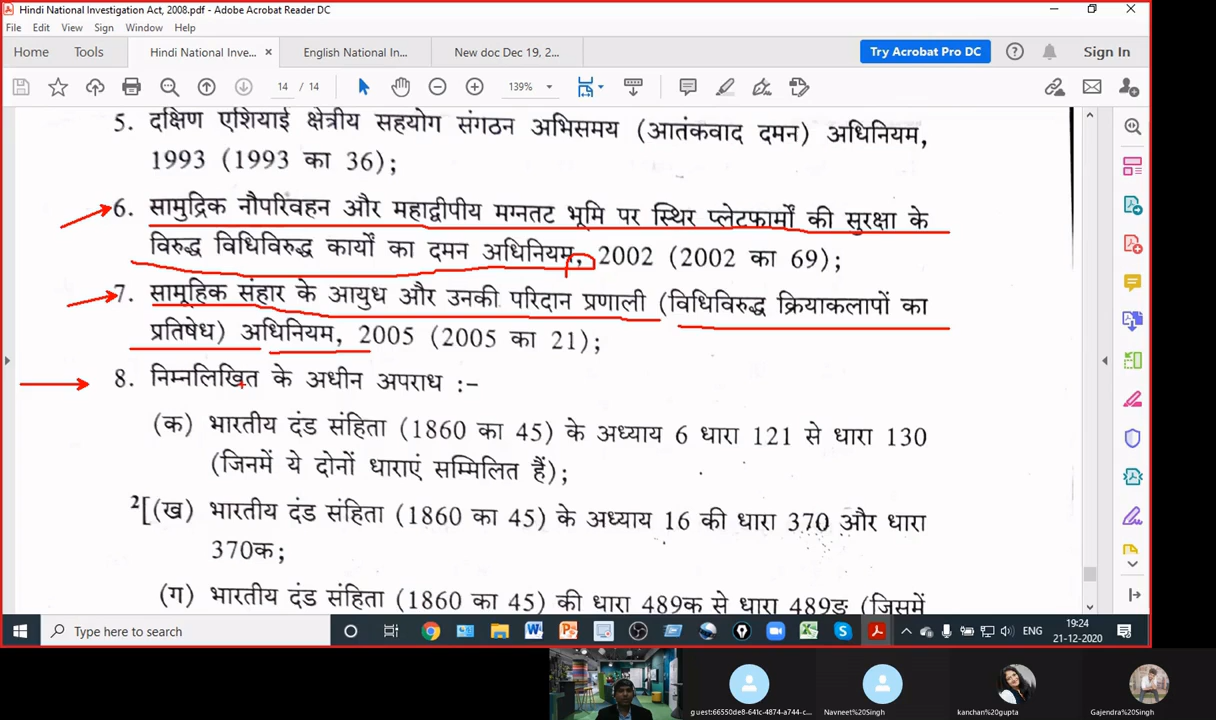 Hindi National Investigation Act, 2008.pdf - Adobe Acrobat Reader DC
File Edit View Sign Window Help
Home Tools Hindi National Inve... × English National In... New doc Dec 19, 2... Try Acrobat Pro DC Sign In
14 / 14 139%
5. दक्षिण एशियाई क्षेत्रीय सहयोग संगठन अभिसमय (आतंकवाद दमन) अधिनियम,
1993 (1993 का 36);
6. सामुद्रिक नौपरिवहन और महाद्वीपीय मग्नतट भूमि पर स्थिर प्लेटफार्मों की सुरक्षा के
विरुद्ध विधिविरुद्ध कार्यों का दमन अधिनियम, 2002 (2002 का 69);
7. सामूहिक संहार के आयुध और उनकी परिदान प्रणाली (विधिविरुद्ध क्रियाकलापों का
प्रतिषेध) अधिनियम, 2005 (2005 का 21);
8. निम्नलिखित के अधीन अपराध :-
(क) भारतीय दंड संहिता (1860 का 45) के अध्याय 6 धारा 121 से धारा 130
(जिनमें ये दोनों धाराएं सम्मिलित हैं);
2[(ख) भारतीय दंड संहिता (1860 का 45) के अध्याय 16 की धारा 370 और धारा
370क;
(ग) भारतीय दंड संहिता (1860 का 45) की धारा 489क से धारा 489ङ (जिसमें
Type here to search ENG 19:24
21-12-2020
guest:66550de8-641c-4874-a744-c... Navneet%20Singh kanchan%20gupta Gajendra%20Singh